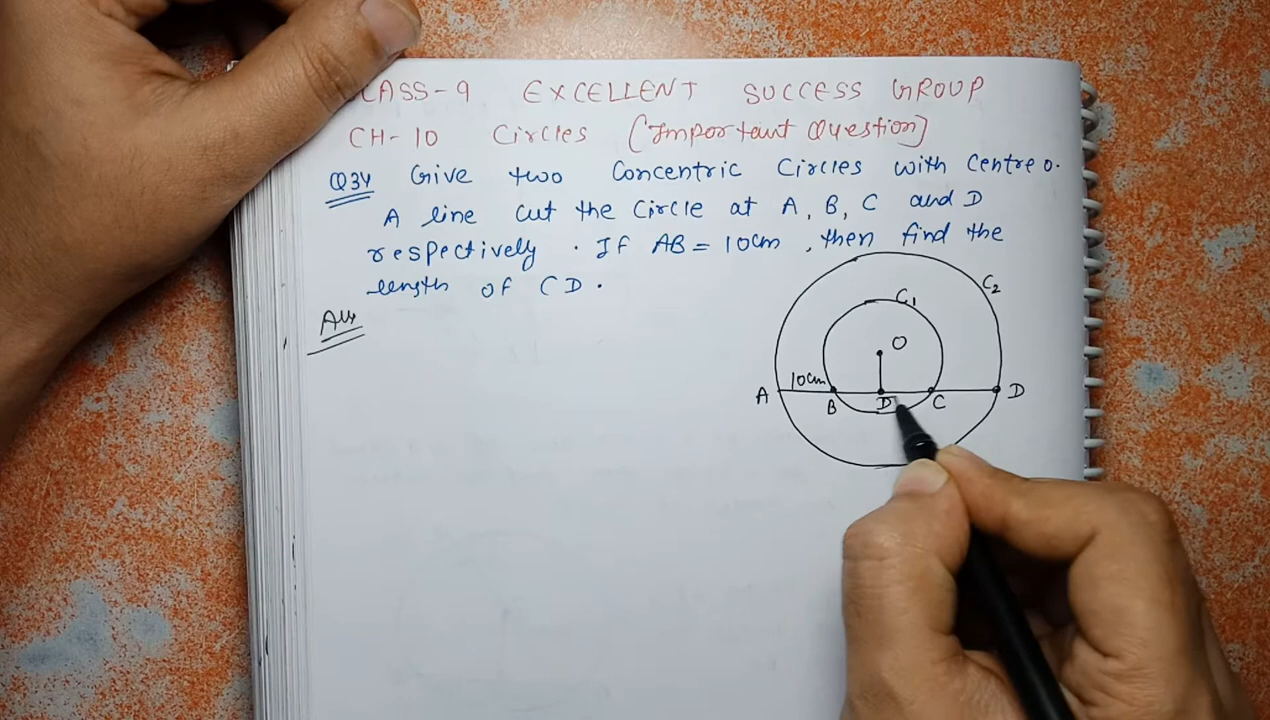 CLASS-9 EXCELLENT SUCCESS GROUP
CH-10 Circles (Important Question)
Q34 Give two Concentric Circles with Centre O.
A line cut the Circle at A, B, C and D
respectively. If AB = 10cm, then find the
length of CD.
Ans
C2
C1
O
10cm
A
D
B
D
C